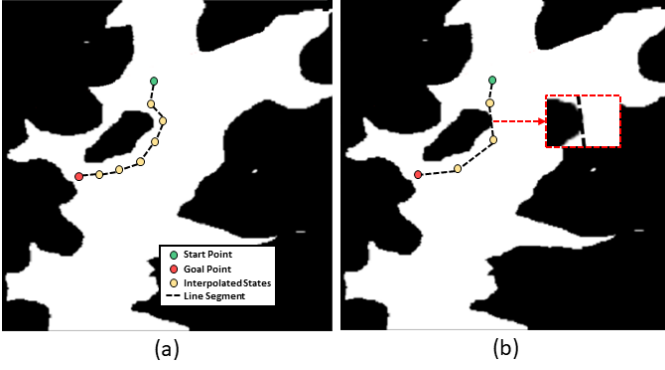 Start Point
Goal Point
Interpolated States
Line Segment
(a)
(b)